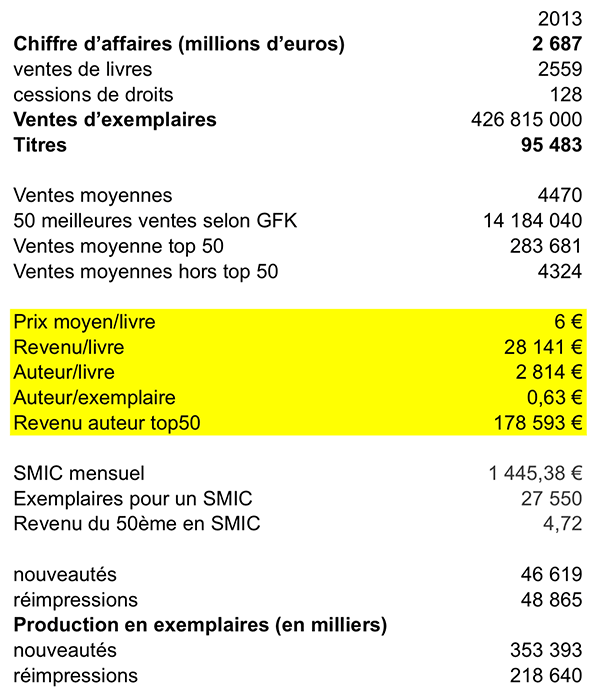 2013
Chiffre d’affaires (millions d’euros) 2 687
ventes de livres 2559
cessions de droits 128
Ventes d’exemplaires 426 815 000
Titres 95 483
Ventes moyennes 4470
50 meilleures ventes selon GFK 14 184 040
Ventes moyenne top 50 283 681
Ventes moyennes hors top 50 4324
Prix moyen/livre 6 €
Revenu/livre 28 141 €
Auteur/livre 2 814 €
Auteur/exemplaire 0,63 €
Revenu auteur top50 178 593 €
SMIC mensuel 1 445,38 €
Exemplaires pour un SMIC 27 550
Revenu du 50ème en SMIC 4,72
nouveautés 46 619
réimpressions 48 865
Production en exemplaires (en milliers)
nouveautés 353 393
réimpressions 218 640